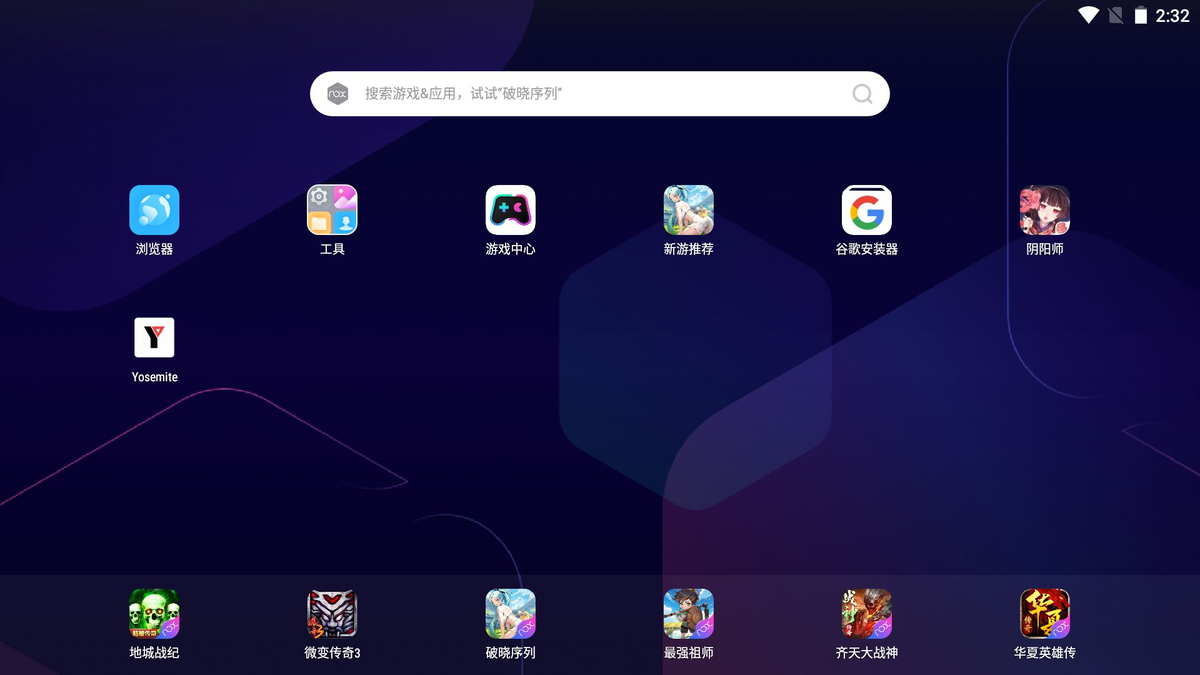 2:32
nox 搜索游戏&应用，试试"破晓序列"
浏览器
工具
游戏中心
新游推荐
谷歌安装器
阴阳师
Yosemite
地城战纪
微变传奇3
破晓序列
最强祖师
齐天大战神
华夏英雄传